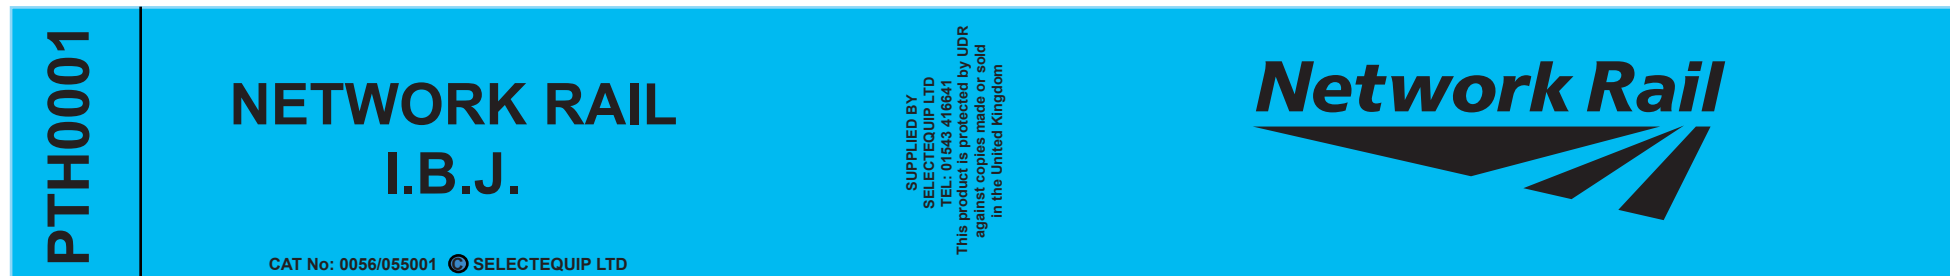 PTH0001
NETWORK RAIL
I.B.J.
CAT No: 0056/055001 © SELECTEQUIP LTD
SUPPLIED BY
SELECTEQUIP LTD
TEL: 01543 416641
This product is protected by UDR
against copies made or sold
in the United Kingdom
Network Rail